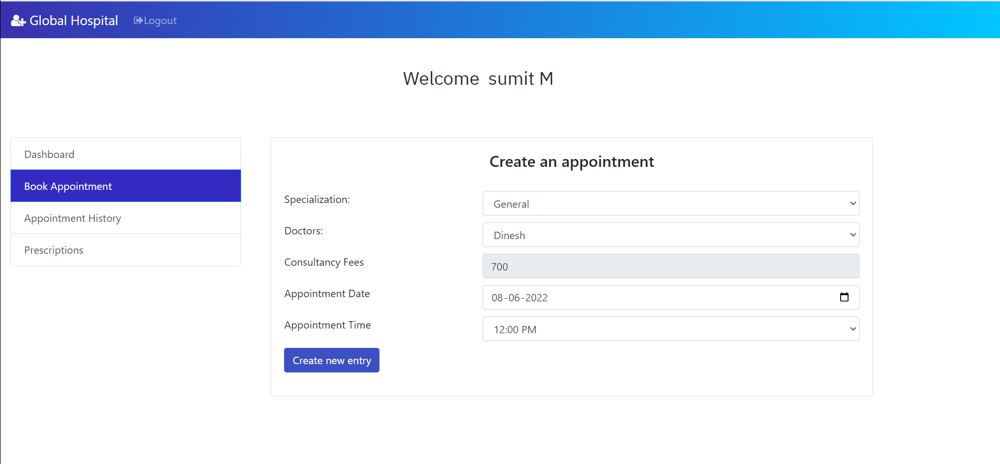 Global Hospital Logout
Welcome sumit M
Dashboard
Book Appointment
Appointment History
Prescriptions
Create an appointment
Specialization: General
Doctors: Dinesh
Consultancy Fees 700
Appointment Date 08-06-2022
Appointment Time 12:00 PM
Create new entry